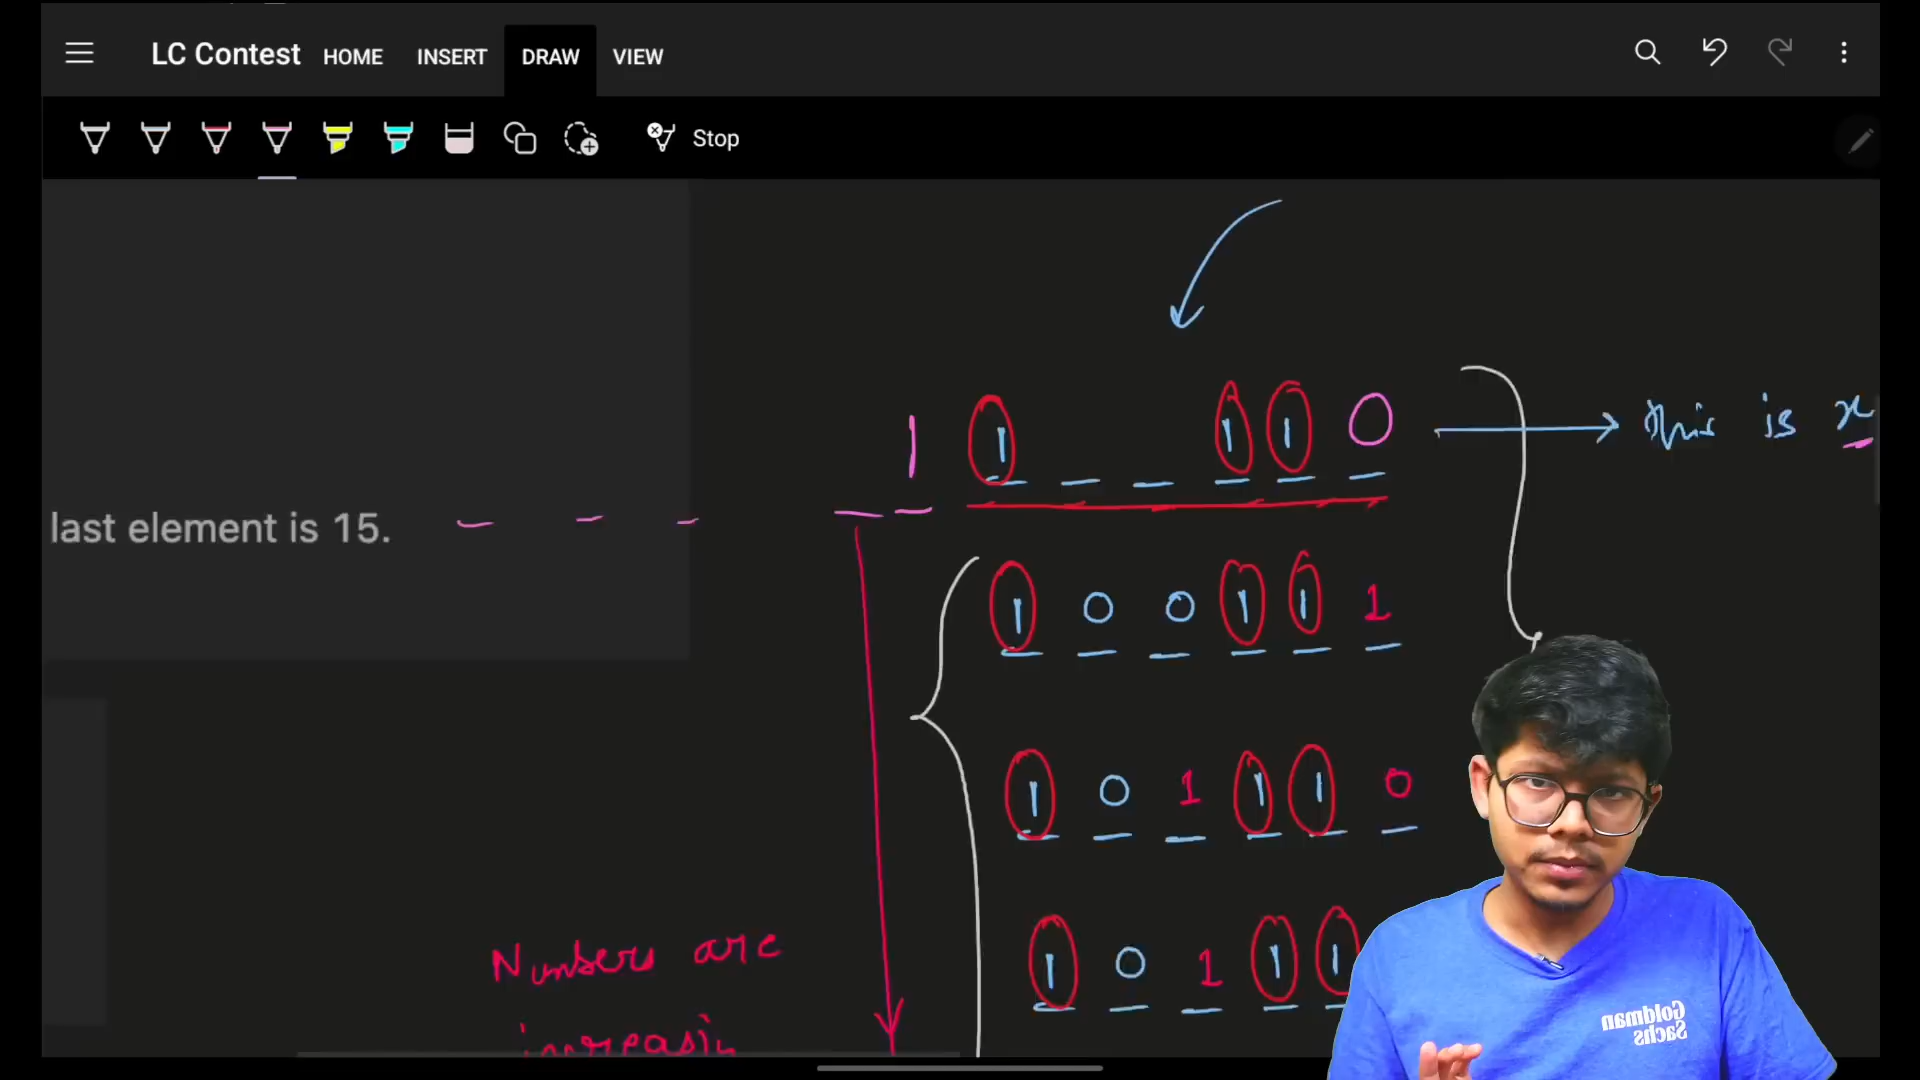 LC Contest HOME INSERT DRAW VIEW
Stop
1 1 _ _ 1 1 0 this is x
last element is 15.
1 0 0 1 1 1
1 0 1 1 1 0
1 0 1 1 1
Numbers are
increasin
Goldman
Sachs